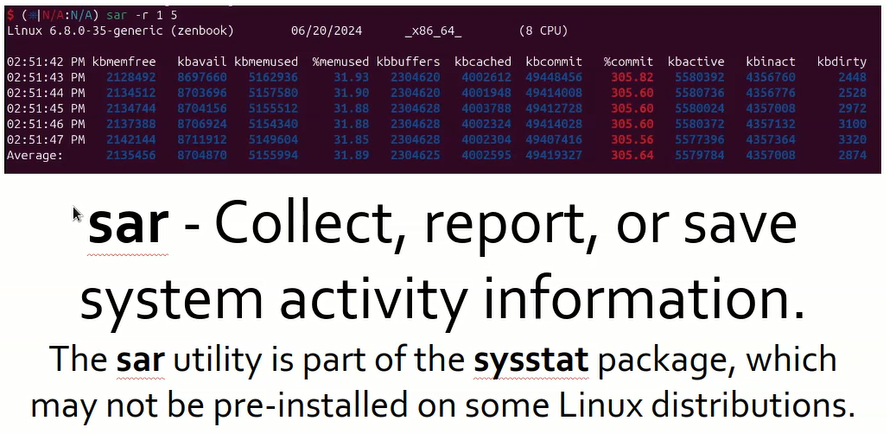 $ (⎈|N/A:N/A) sar -r 1 5
Linux 6.8.0-35-generic (zenbook) 06/20/2024 _x86_64_ (8 CPU)
02:51:42 PM kbmemfree kbavail kbmemused %memused kbbuffers kbcached kbcommit %commit kbactive kbinact kbdirty
02:51:43 PM 2128492 8697660 5162936 31.93 2304620 4002612 49448456 305.82 5580392 4356760 2448
02:51:44 PM 2134512 8703696 5157580 31.90 2304620 4001948 49414008 305.60 5580736 4356776 2528
02:51:45 PM 2134744 8704156 5155512 31.88 2304628 4003788 49412728 305.60 5580024 4357008 2972
02:51:46 PM 2137388 8706924 5154340 31.88 2304628 4002324 49414028 305.60 5580372 4357132 3100
02:51:47 PM 2142144 8711912 5149604 31.85 2304628 4002304 49407416 305.56 5577396 4357364 3320
Average: 2135456 8704870 5155994 31.89 2304625 4002595 49419327 305.64 5579784 4357008 2874
sar - Collect, report, or save
system activity information.
The sar utility is part of the sysstat package, which
may not be pre-installed on some Linux distributions.